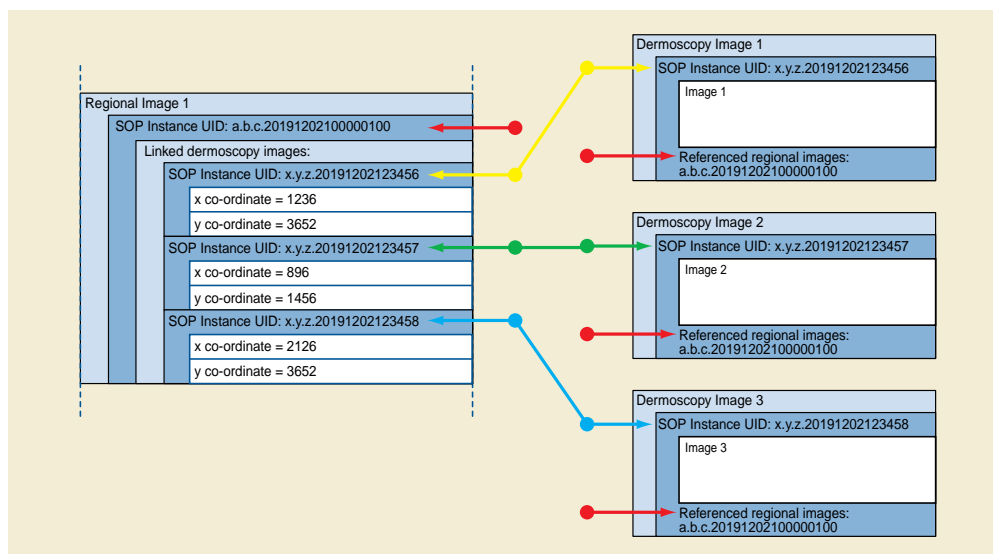 Regional Image 1
SOP Instance UID: a.b.c.20191202100000100
Linked dermoscopy images:
SOP Instance UID: x.y.z.20191202123456
x co-ordinate = 1236
y co-ordinate = 3652
SOP Instance UID: x.y.z.20191202123457
x co-ordinate = 896
y co-ordinate = 1456
SOP Instance UID: x.y.z.20191202123458
x co-ordinate = 2126
y co-ordinate = 3652
Dermoscopy Image 1
SOP Instance UID: x.y.z.20191202123456
Image 1
Referenced regional images:
a.b.c.20191202100000100
Dermoscopy Image 2
SOP Instance UID: x.y.z.20191202123457
Image 2
Referenced regional images:
a.b.c.20191202100000100
Dermoscopy Image 3
SOP Instance UID: x.y.z.20191202123458
Image 3
Referenced regional images:
a.b.c.20191202100000100